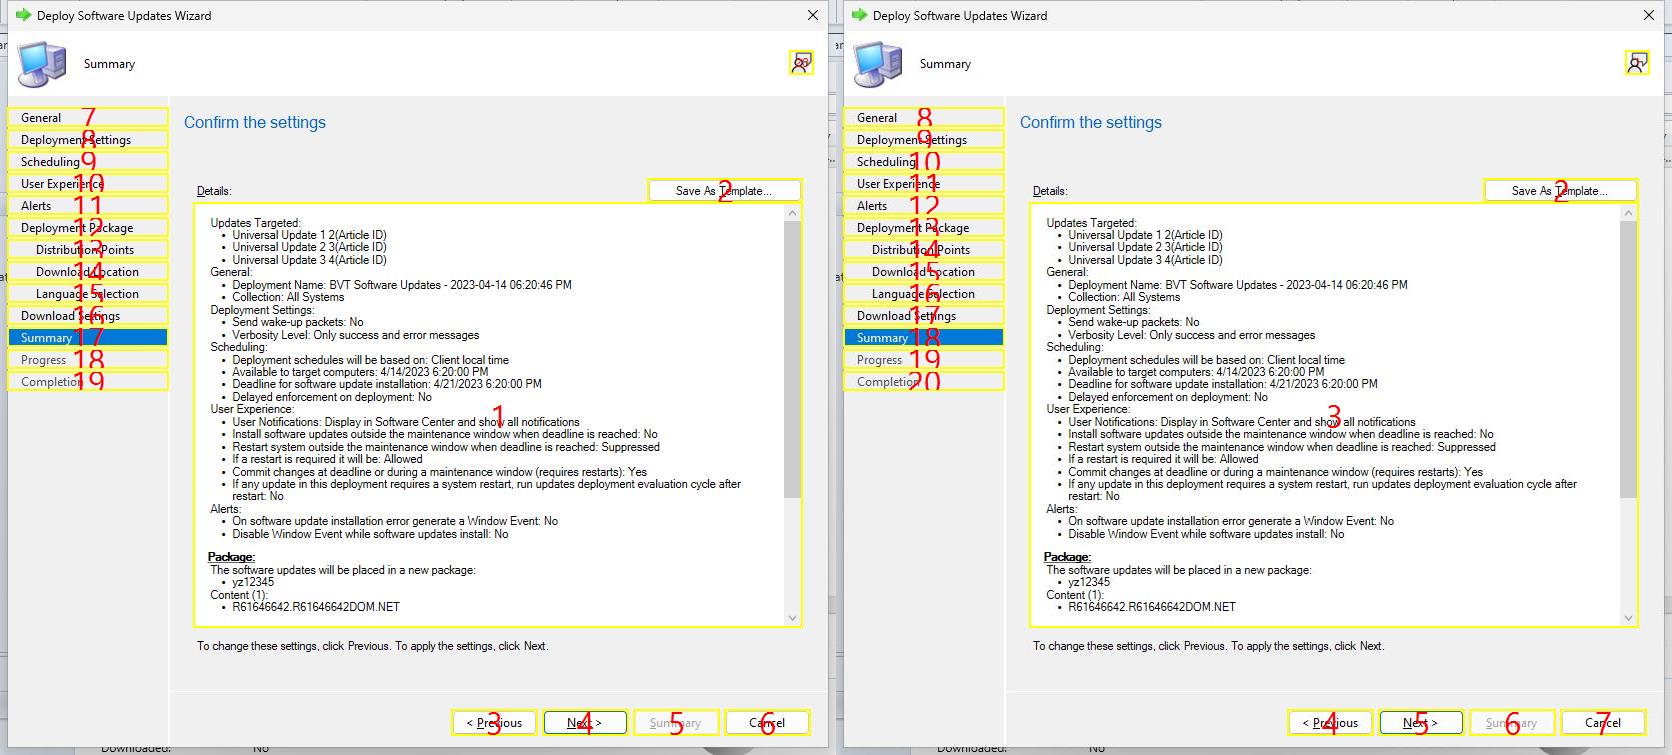 Deploy Software Updates Wizard
Summary
General 7
Deployment Settings 8
Scheduling 9
User Experience 10
Alerts 11
Deployment Package 12
Distribution Points 13
Download Location 14
Language Selection 15
Download Settings 16
Summary 17
Progress 18
Completion 19
Confirm the settings
Details:
Save As Template... 2
Updates Targeted:
• Universal Update 1 2(Article ID)
• Universal Update 2 3(Article ID)
• Universal Update 3 4(Article ID)
General:
• Deployment Name: BVT Software Updates - 2023-04-14 06:20:46 PM
• Collection: All Systems
Deployment Settings:
• Send wake-up packets: No
• Verbosity Level: Only success and error messages
Scheduling:
• Deployment schedules will be based on: Client local time
• Available to target computers: 4/14/2023 6:20:00 PM
• Deadline for software update installation: 4/21/2023 6:20:00 PM
• Delayed enforcement on deployment: No
User Experience:
1
• User Notifications: Display in Software Center and show all notifications
• Install software updates outside the maintenance window when deadline is reached: No
• Restart system outside the maintenance window when deadline is reached: Suppressed
• If a restart is required it will be: Allowed
• Commit changes at deadline or during a maintenance window (requires restarts): Yes
• If any update in this deployment requires a system restart, run updates deployment evaluation cycle after
restart: No
Alerts:
• On software update installation error generate a Window Event: No
• Disable Window Event while software updates install: No
Package:
The software updates will be placed in a new package:
• yz12345
Content (1):
• R61646642.R61646642DOM.NET
To change these settings, click Previous. To apply the settings, click Next.
< Previous 3
Next > 4
Summary 5
Cancel 6
Downloaded: No
Deploy Software Updates Wizard
Summary
General 8
Deployment Settings 9
Scheduling 10
User Experience 11
Alerts 12
Deployment Package 13
Distribution Points 14
Download Location 15
Language Selection 16
Download Settings 17
Summary 18
Progress 19
Completion 20
Confirm the settings
Details:
Save As Template... 2
Updates Targeted:
• Universal Update 1 2(Article ID)
• Universal Update 2 3(Article ID)
• Universal Update 3 4(Article ID)
General:
• Deployment Name: BVT Software Updates - 2023-04-14 06:20:46 PM
• Collection: All Systems
Deployment Settings:
• Send wake-up packets: No
• Verbosity Level: Only success and error messages
Scheduling:
• Deployment schedules will be based on: Client local time
• Available to target computers: 4/14/2023 6:20:00 PM
• Deadline for software update installation: 4/21/2023 6:20:00 PM
• Delayed enforcement on deployment: No
User Experience:
3
• User Notifications: Display in Software Center and show all notifications
• Install software updates outside the maintenance window when deadline is reached: No
• Restart system outside the maintenance window when deadline is reached: Suppressed
• If a restart is required it will be: Allowed
• Commit changes at deadline or during a maintenance window (requires restarts): Yes
• If any update in this deployment requires a system restart, run updates deployment evaluation cycle after
restart: No
Alerts:
• On software update installation error generate a Window Event: No
• Disable Window Event while software updates install: No
Package:
The software updates will be placed in a new package:
• yz12345
Content (1):
• R61646642.R61646642DOM.NET
To change these settings, click Previous. To apply the settings, click Next.
< Previous 4
Next > 5
Summary 6
Cancel 7
Downloaded: No